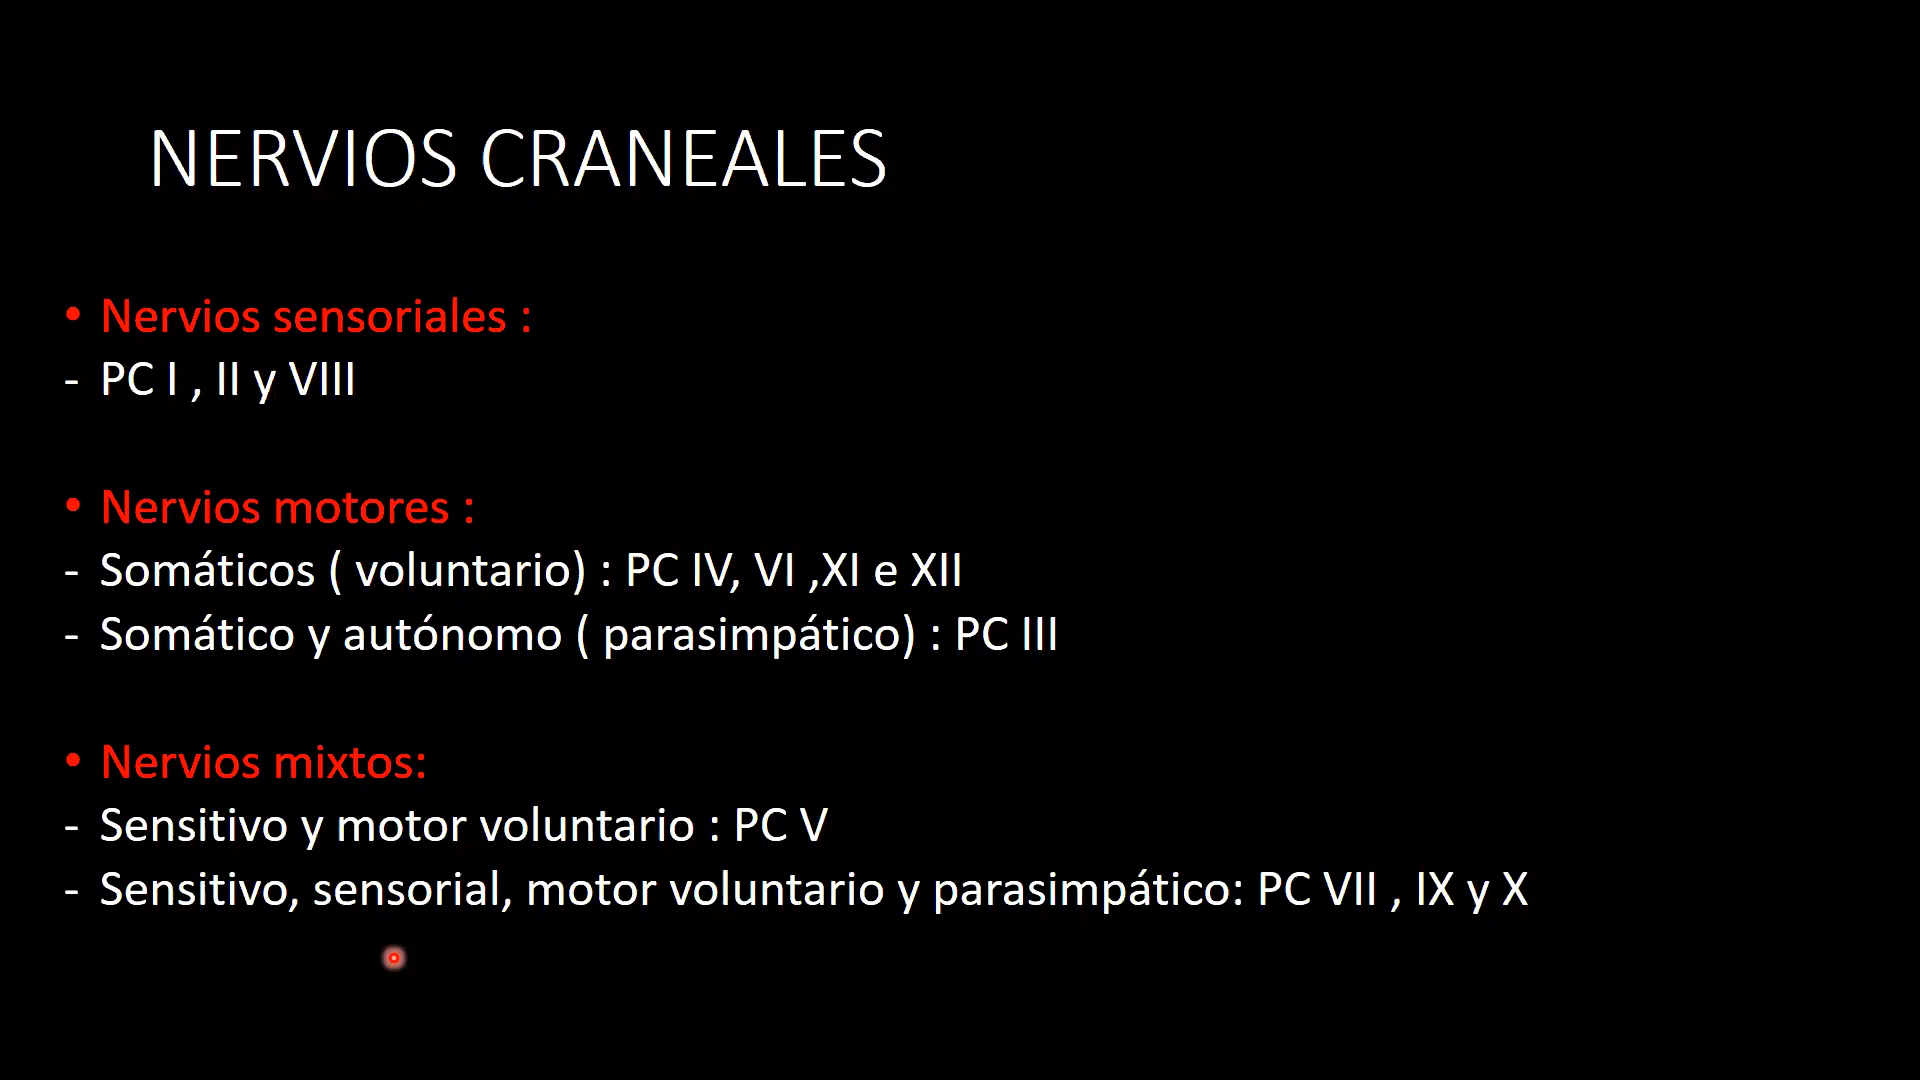 NERVIOS CRANEALES
• Nervios sensoriales :
- PC I , II y VIII
• Nervios motores :
- Somáticos ( voluntario) : PC IV, VI ,XI e XII
- Somático y autónomo ( parasimpático) : PC III
• Nervios mixtos:
- Sensitivo y motor voluntario : PC V
- Sensitivo, sensorial, motor voluntario y parasimpático: PC VII , IX y X